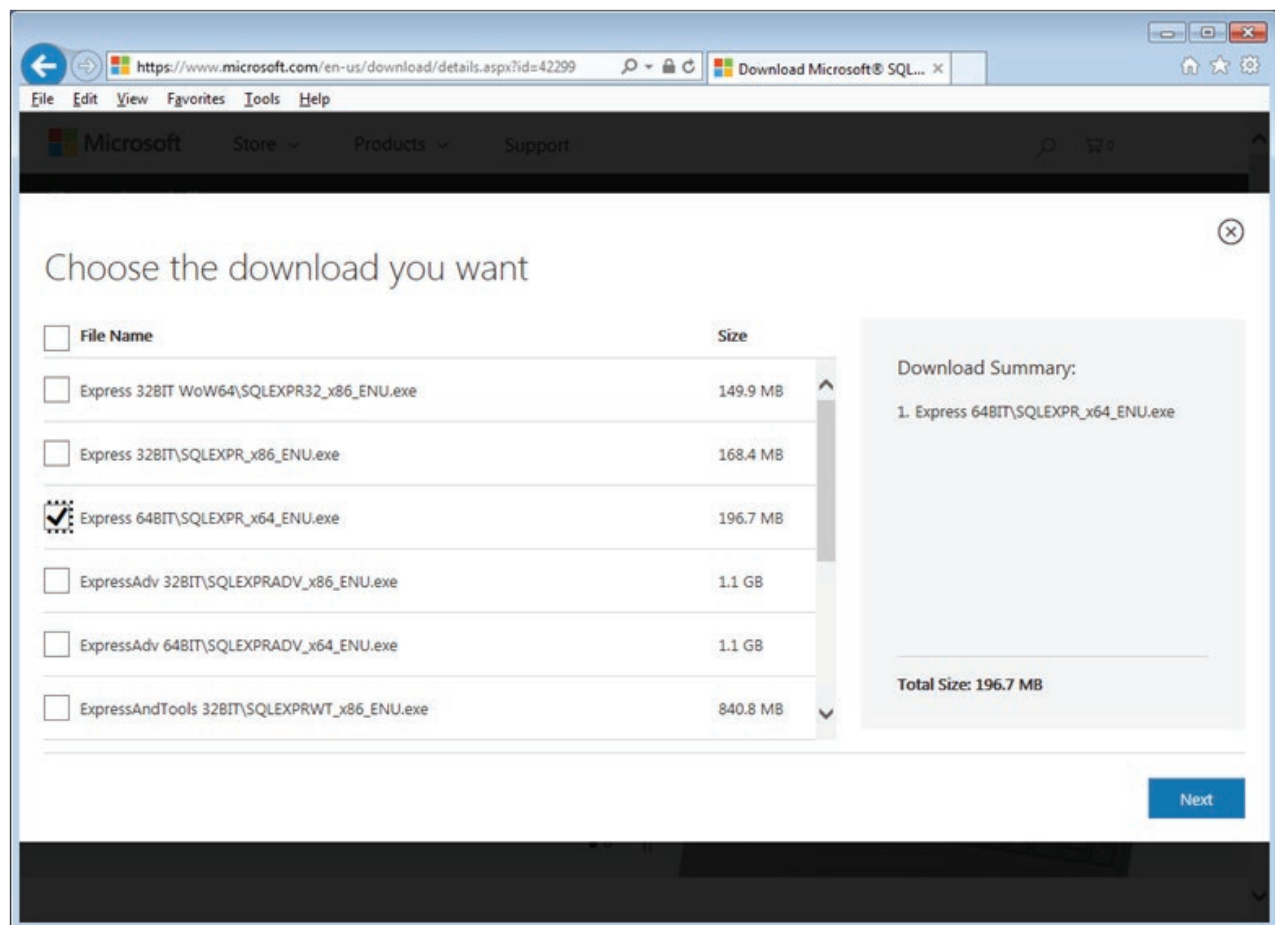 https://www.microsoft.com/en-us/download/details.aspx?id=42299
Download Microsoft® SQL...
File Edit View Favorites Tools Help
Microsoft Store Products Support 0
Choose the download you want
File Name Size
Express 32BIT WoW64\SQLEXPR32_x86_ENU.exe 149.9 MB
Express 32BIT\SQLEXPR_x86_ENU.exe 168.4 MB
Express 64BIT\SQLEXPR_x64_ENU.exe 196.7 MB
ExpressAdv 32BIT\SQLEXPRADV_x86_ENU.exe 1.1 GB
ExpressAdv 64BIT\SQLEXPRADV_x64_ENU.exe 1.1 GB
ExpressAndTools 32BIT\SQLEXPRWT_x86_ENU.exe 840.8 MB
Download Summary:
1. Express 64BIT\SQLEXPR_x64_ENU.exe
Total Size: 196.7 MB
Next